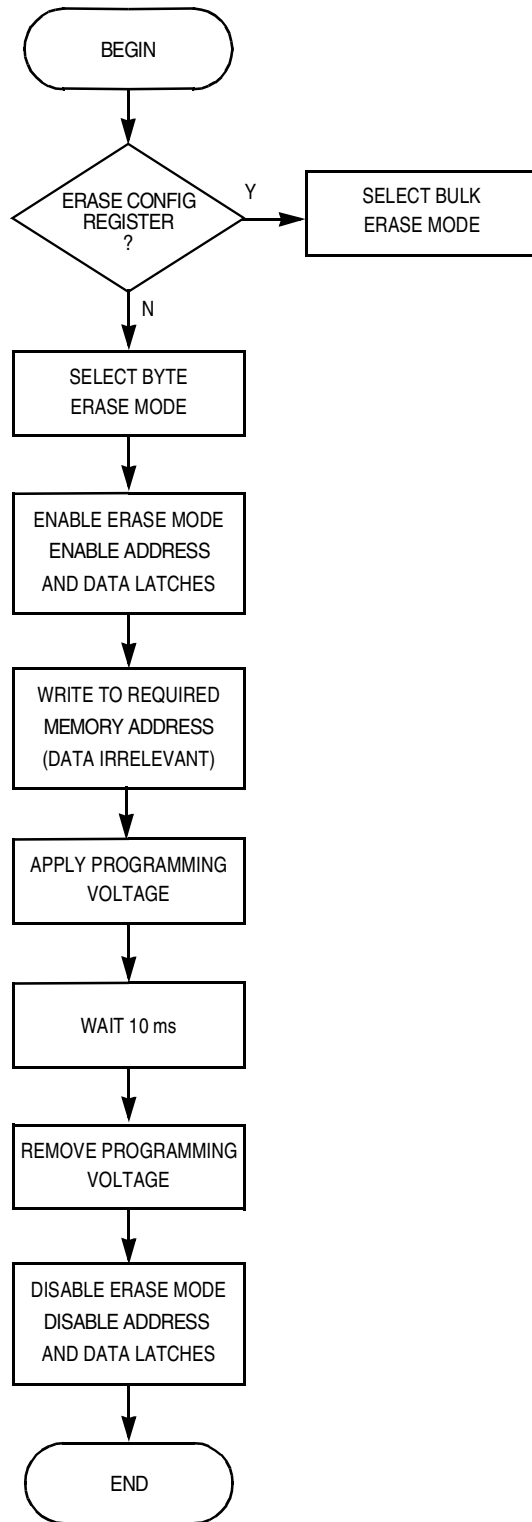 BEGIN
ERASE CONFIG
REGISTER
?
Y
SELECT BULK
ERASE MODE
N
SELECT BYTE
ERASE MODE
ENABLE ERASE MODE
ENABLE ADDRESS
AND DATA LATCHES
WRITE TO REQUIRED
MEMORY ADDRESS
(DATA IRRELEVANT)
APPLY PROGRAMMING
VOLTAGE
WAIT 10 ms
REMOVE PROGRAMMING
VOLTAGE
DISABLE ERASE MODE
DISABLE ADDRESS
AND DATA LATCHES
END